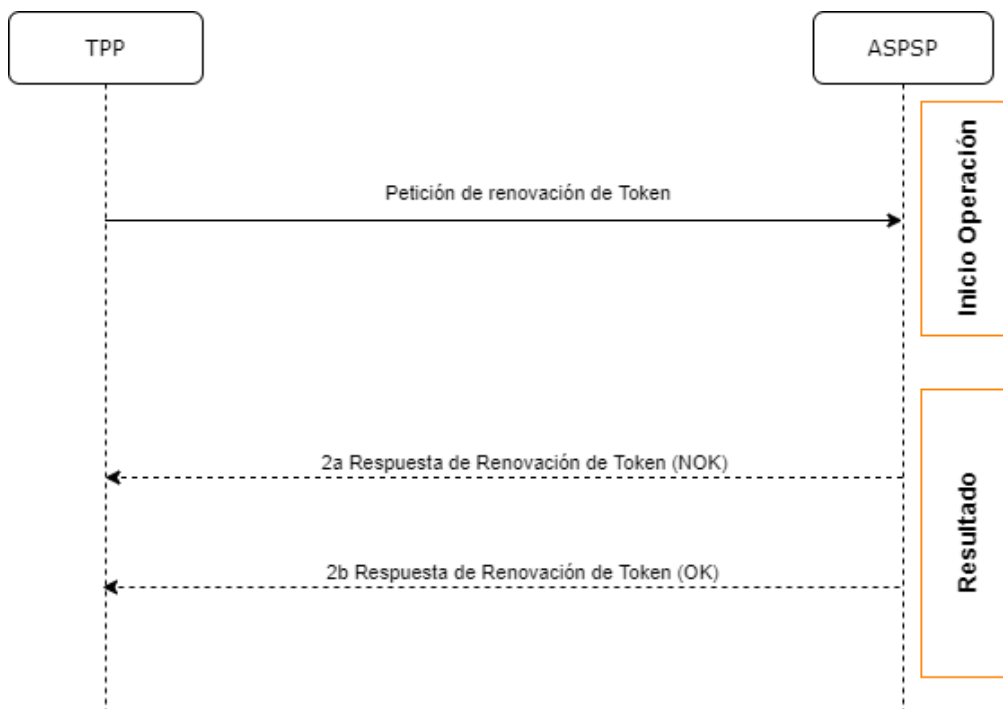 TPP
ASPSP
Inicio Operación
Petición de renovación de Token
2a Respuesta de Renovación de Token (NOK)
Resultado
2b Respuesta de Renovación de Token (OK)